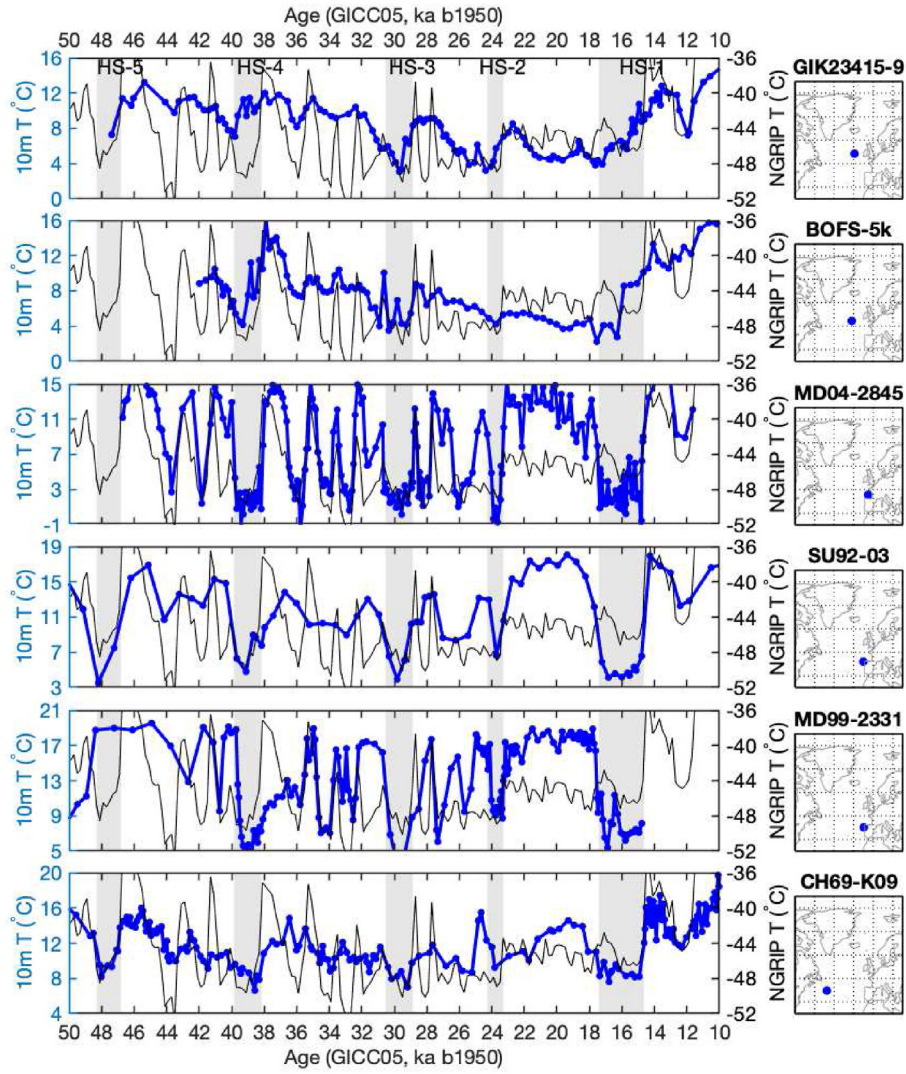 Age (GICC05, ka b1950)
50 48 46 44 42 40 38 36 34 32 30 28 26 24 22 20 18 16 14 12 10
HS-5 HS-4 HS-3 HS-2 HS-1
10m T (°C)
16
12
8
4
0
-36
-40
-44
-48
-52
NGRIP T (°C)
GIK23415-9
10m T (°C)
16
12
8
4
0
-36
-40
-44
-48
-52
NGRIP T (°C)
BOFS-5k
10m T (°C)
15
11
7
3
-1
-36
-40
-44
-48
-52
NGRIP T (°C)
MD04-2845
10m T (°C)
19
15
11
7
3
-36
-40
-44
-48
-52
NGRIP T (°C)
SU92-03
10m T (°C)
21
17
13
9
5
-36
-40
-44
-48
-52
NGRIP T (°C)
MD99-2331
10m T (°C)
20
16
12
8
4
-36
-40
-44
-48
-52
NGRIP T (°C)
CH69-K09
50 48 46 44 42 40 38 36 34 32 30 28 26 24 22 20 18 16 14 12 10
Age (GICC05, ka b1950)